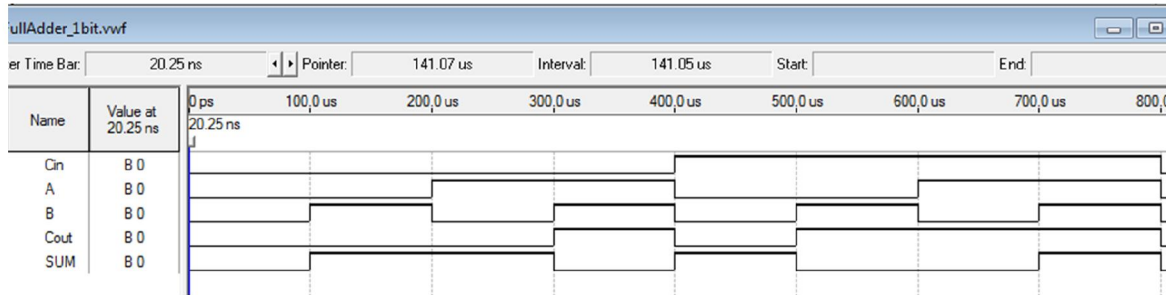 ullAdder_1bit.vwf
er Time Bar: 20.25 ns Pointer: 141.07 us Interval: 141.05 us Start: End:
Name Value at 20.25 ns 0 ps 100.0 us 200.0 us 300.0 us 400.0 us 500.0 us 600.0 us 700.0 us 800.0
20.25 ns
Cin B 0
A B 0
B B 0
Cout B 0
SUM B 0